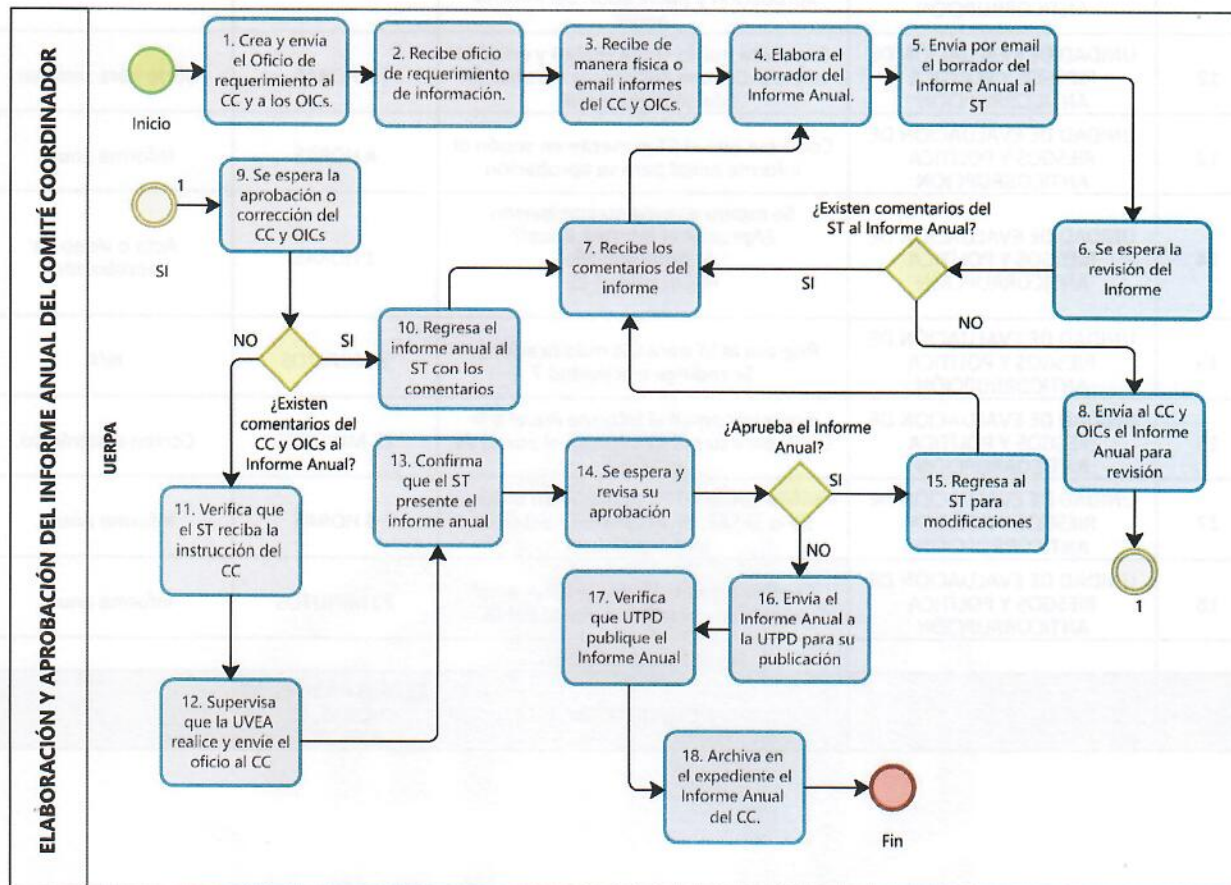 ELABORACIÓN Y APROBACIÓN DEL INFORME ANUAL DEL COMITÉ COORDINADOR
UERPA
Inicio
1. Crea y envía
el Oficio de
requerimiento al
CC y a los OICs.
2. Recibe oficio
de requerimiento
de información.
3. Recibe de
manera física o
email informes
del CC y OICs.
4. Elabora el
borrador del
Informe Anual.
5. Envía por email
el borrador del
Informe Anual al
ST
6. Se espera la
revisión del
Informe
¿Existen comentarios del
ST al Informe Anual?
SI
NO
7. Recibe los
comentarios del
informe
8. Envía al CC y
OICs el Informe
Anual para
revisión
1
1
SI
9. Se espera la
aprobación o
corrección del
CC y OICs
NO
SI
¿Existen
comentarios del
CC y OICs al
Informe Anual?
10. Regresa el
informe anual al
ST con los
comentarios
11. Verifica que
el ST reciba la
instrucción del
CC
12. Supervisa
que la UVEA
realice y envíe el
oficio al CC
13. Confirma
que el ST
presente el
informe anual
14. Se espera y
revisa su
aprobación
¿Aprueba el Informe
Anual?
SI
NO
15. Regresa al
ST para
modificaciones
16. Envía el
Informe Anual a
la UTPD para su
publicación
17. Verifica
que UTPD
publique el
Informe Anual
18. Archiva en
el expediente el
Informe Anual
del CC.
Fin